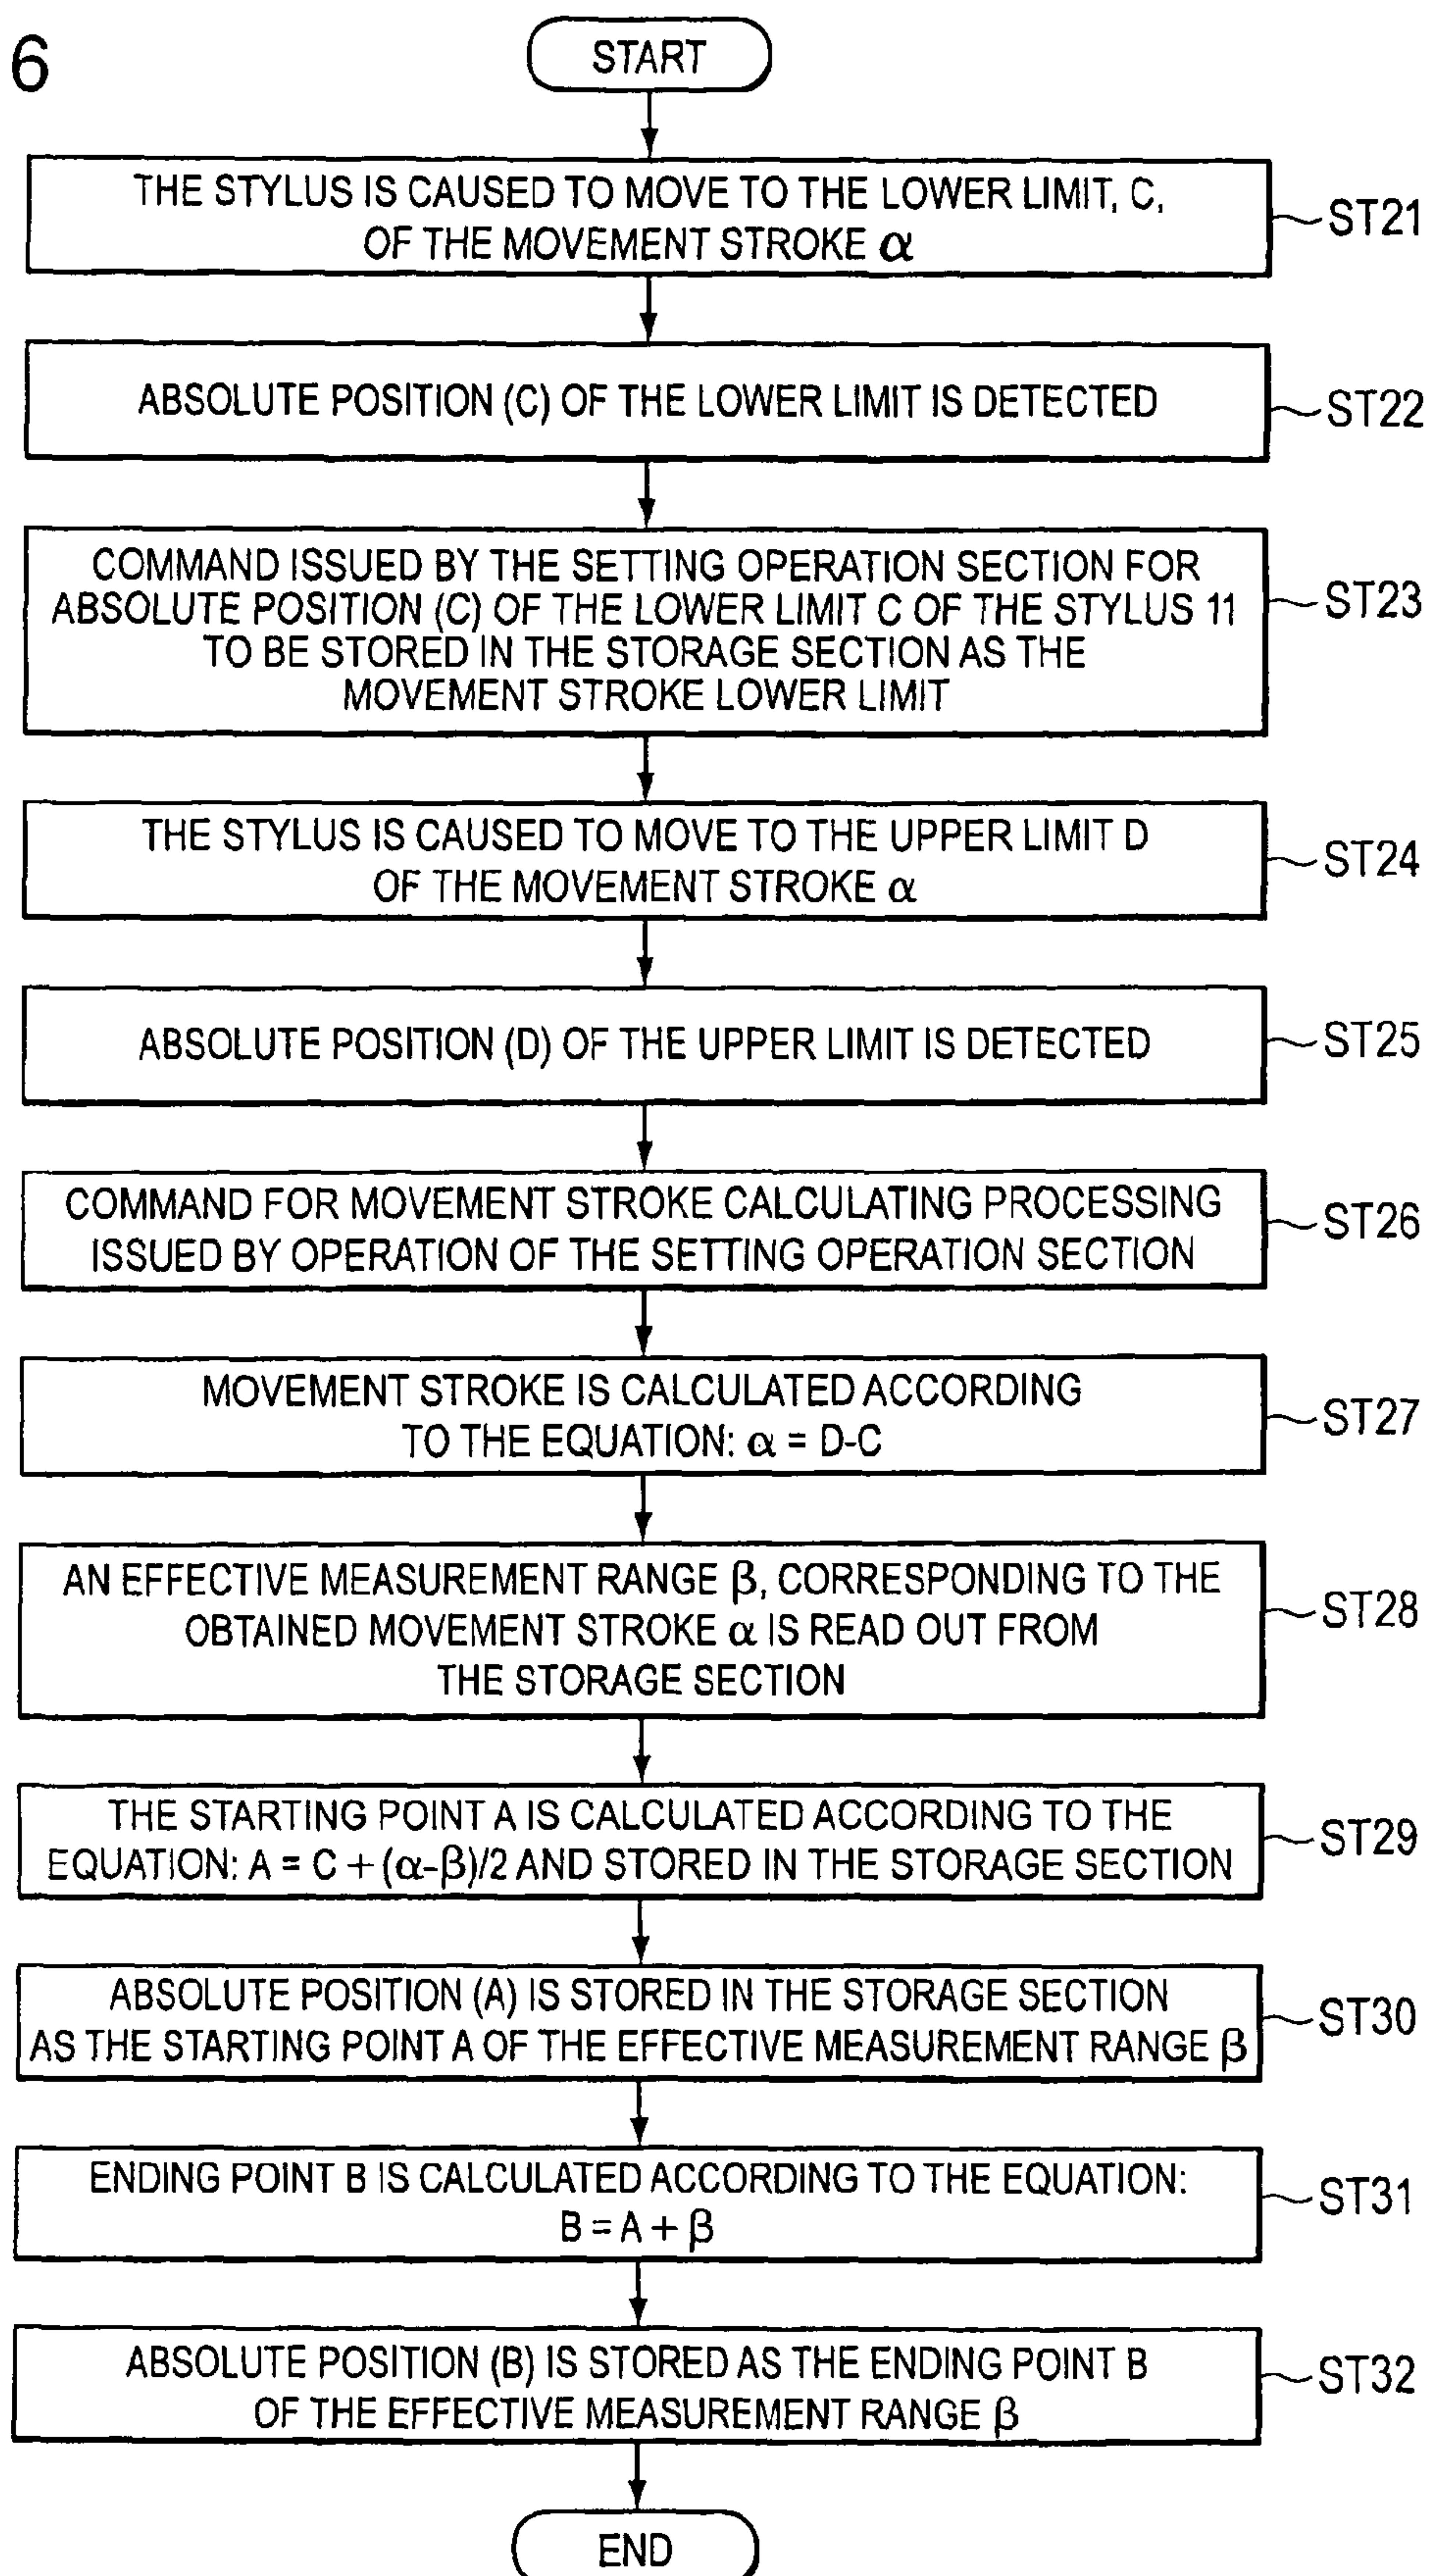 6
START
THE STYLUS IS CAUSED TO MOVE TO THE LOWER LIMIT, C,
OF THE MOVEMENT STROKE α
ST21
ABSOLUTE POSITION (C) OF THE LOWER LIMIT IS DETECTED
ST22
COMMAND ISSUED BY THE SETTING OPERATION SECTION FOR
ABSOLUTE POSITION (C) OF THE LOWER LIMIT C OF THE STYLUS 11
TO BE STORED IN THE STORAGE SECTION AS THE
MOVEMENT STROKE LOWER LIMIT
ST23
THE STYLUS IS CAUSED TO MOVE TO THE UPPER LIMIT D
OF THE MOVEMENT STROKE α
ST24
ABSOLUTE POSITION (D) OF THE UPPER LIMIT IS DETECTED
ST25
COMMAND FOR MOVEMENT STROKE CALCULATING PROCESSING
ISSUED BY OPERATION OF THE SETTING OPERATION SECTION
ST26
MOVEMENT STROKE IS CALCULATED ACCORDING
TO THE EQUATION: α = D-C
ST27
AN EFFECTIVE MEASUREMENT RANGE β, CORRESPONDING TO THE
OBTAINED MOVEMENT STROKE α IS READ OUT FROM
THE STORAGE SECTION
ST28
THE STARTING POINT A IS CALCULATED ACCORDING TO THE
EQUATION: A = C + (α-β)/2 AND STORED IN THE STORAGE SECTION
ST29
ABSOLUTE POSITION (A) IS STORED IN THE STORAGE SECTION
AS THE STARTING POINT A OF THE EFFECTIVE MEASUREMENT RANGE β
ST30
ENDING POINT B IS CALCULATED ACCORDING TO THE EQUATION:
B = A + β
ST31
ABSOLUTE POSITION (B) IS STORED AS THE ENDING POINT B
OF THE EFFECTIVE MEASUREMENT RANGE β
ST32
END